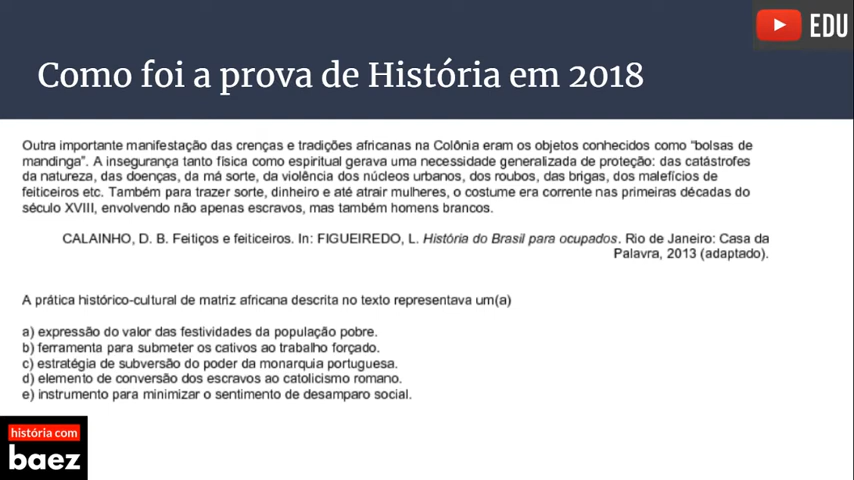 EDU
Como foi a prova de História em 2018
Outra importante manifestação das crenças e tradições africanas na Colônia eram os objetos conhecidos como “bolsas de
mandinga”. A insegurança tanto física como espiritual gerava uma necessidade generalizada de proteção: das catástrofes
da natureza, das doenças, da má sorte, da violência dos núcleos urbanos, dos roubos, das brigas, dos malefícios de
feiticeiros etc. Também para trazer sorte, dinheiro e até atrair mulheres, o costume era corrente nas primeiras décadas do
século XVIII, envolvendo não apenas escravos, mas também homens brancos.
CALAINHO, D. B. Feitiços e feiticeiros. In: FIGUEIREDO, L. História do Brasil para ocupados. Rio de Janeiro: Casa da
Palavra, 2013 (adaptado).
A prática histórico-cultural de matriz africana descrita no texto representava um(a)
a) expressão do valor das festividades da população pobre.
b) ferramenta para submeter os cativos ao trabalho forçado.
c) estratégia de subversão do poder da monarquia portuguesa.
d) elemento de conversão dos escravos ao catolicismo romano.
e) instrumento para minimizar o sentimento de desamparo social.
história com
baez